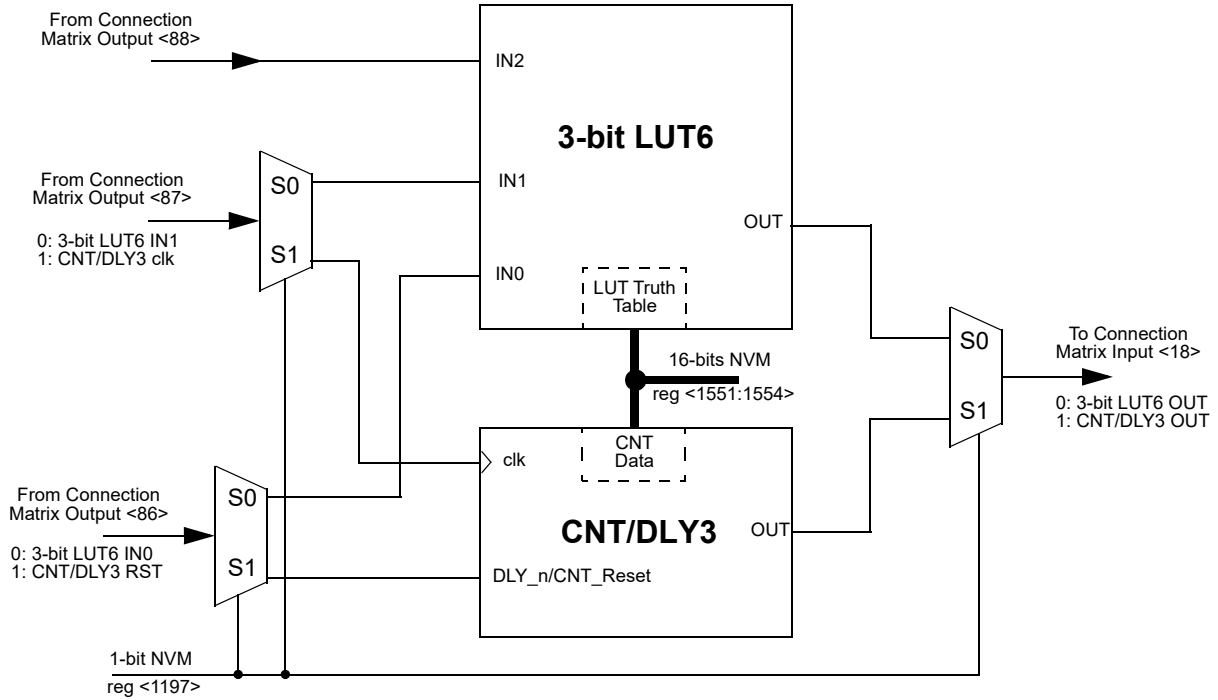 From Connection
Matrix Output <88>
IN2
3-bit LUT6
From Connection
Matrix Output <87>
S0
IN1
0: 3-bit LUT6 IN1
1: CNT/DLY3 clk
S1
OUT
IN0
LUT Truth
Table
16-bits NVM
reg <1551:1554>
S0
S1
To Connection
Matrix Input <18>
0: 3-bit LUT6 OUT
1: CNT/DLY3 OUT
CNT
Data
clk
From Connection
Matrix Output <86>
S0
0: 3-bit LUT6 IN0
1: CNT/DLY3 RST
S1
CNT/DLY3
OUT
DLY_n/CNT_Reset
1-bit NVM
reg <1197>